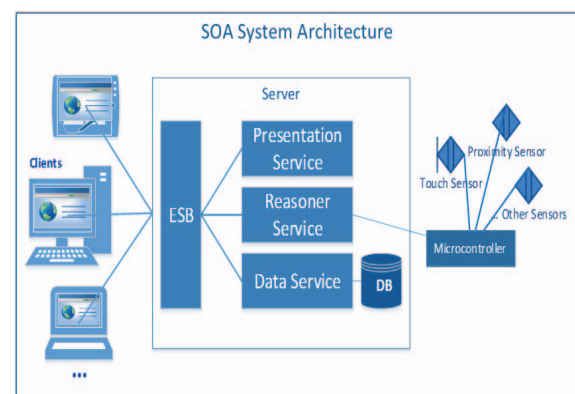 SOA System Architecture
Server
Clients
ESB
Presentation
Service
Reasoner
Service
Data Service
DB
Proximity Sensor
Touch Sensor
... Other Sensors
Microcontroller
...